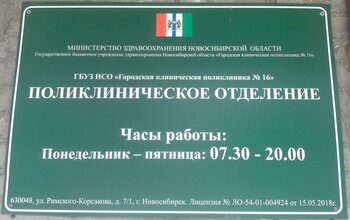 МИНИСТЕРСТВО ЗДРАВООХРАНЕНИЯ НОВОСИБИРСКОЙ ОБЛАСТИ
Государственное бюджетное учреждение здравоохранения Новосибирской области «Городская клиническая поликлиника № 16»
ГБУЗ НСО «Городская клиническая поликлиника № 16»
ПОЛИКЛИНИЧЕСКОЕ ОТДЕЛЕНИЕ
Часы работы:
Понедельник – пятница: 07.30 - 20.00
630048, ул. Римского-Корсакова, д. 7/1, г. Новосибирск. Лицензия № ЛО-54-01-004924 от 15.05.2018г.